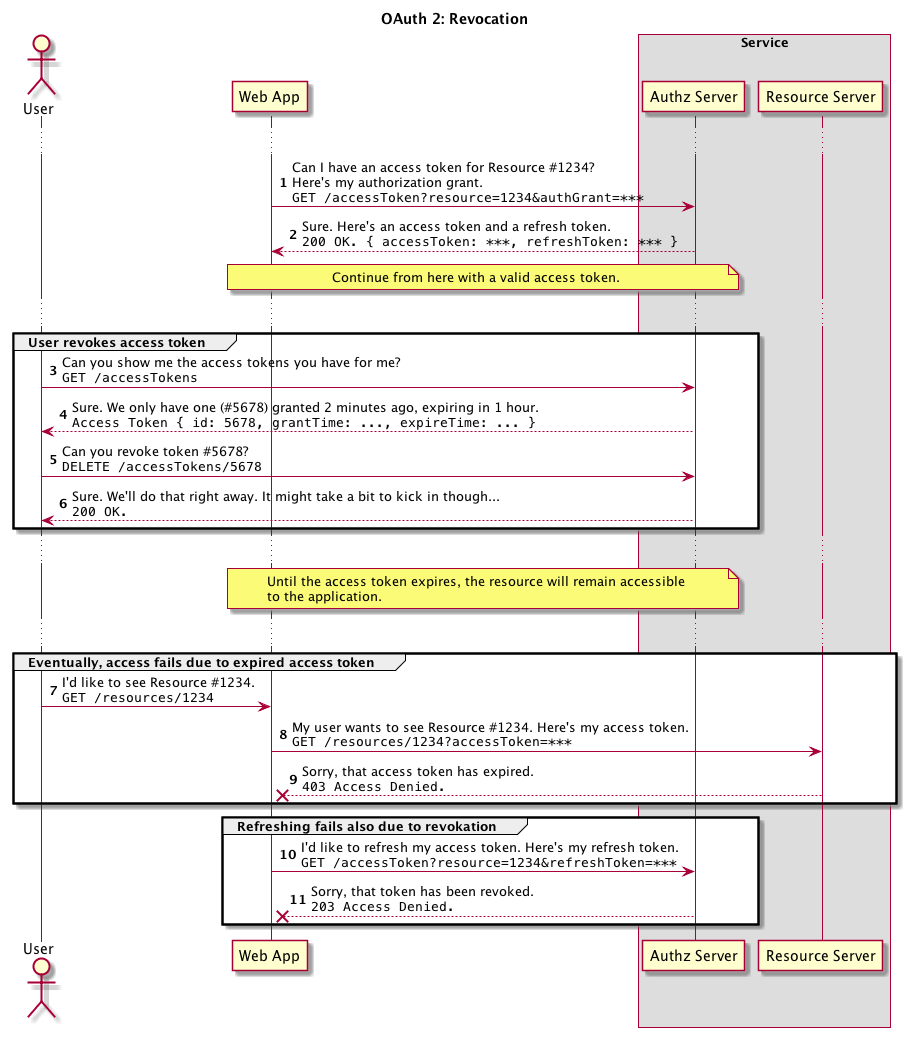 OAuth 2: Revocation
Service
User
Web App
Authz Server
Resource Server
Can I have an access token for Resource #1234?
1 Here's my authorization grant.
GET /accessToken?resource=1234&authGrant=***
2 Sure. Here's an access token and a refresh token.
200 OK. { accessToken: ***, refreshToken: *** }
Continue from here with a valid access token.
User revokes access token
3 Can you show me the access tokens you have for me?
GET /accessTokens
4 Sure. We only have one (#5678) granted 2 minutes ago, expiring in 1 hour.
Access Token { id: 5678, grantTime: ..., expireTime: ... }
5 Can you revoke token #5678?
DELETE /accessTokens/5678
6 Sure. We'll do that right away. It might take a bit to kick in though...
200 OK.
Until the access token expires, the resource will remain accessible
to the application.
Eventually, access fails due to expired access token
7 I'd like to see Resource #1234.
GET /resources/1234
8 My user wants to see Resource #1234. Here's my access token.
GET /resources/1234?accessToken=***
9 Sorry, that access token has expired.
403 Access Denied.
Refreshing fails also due to revokation
10 I'd like to refresh my access token. Here's my refresh token.
GET /accessToken?resource=1234&refreshToken=***
11 Sorry, that token has been revoked.
203 Access Denied.
User
Web App
Authz Server
Resource Server